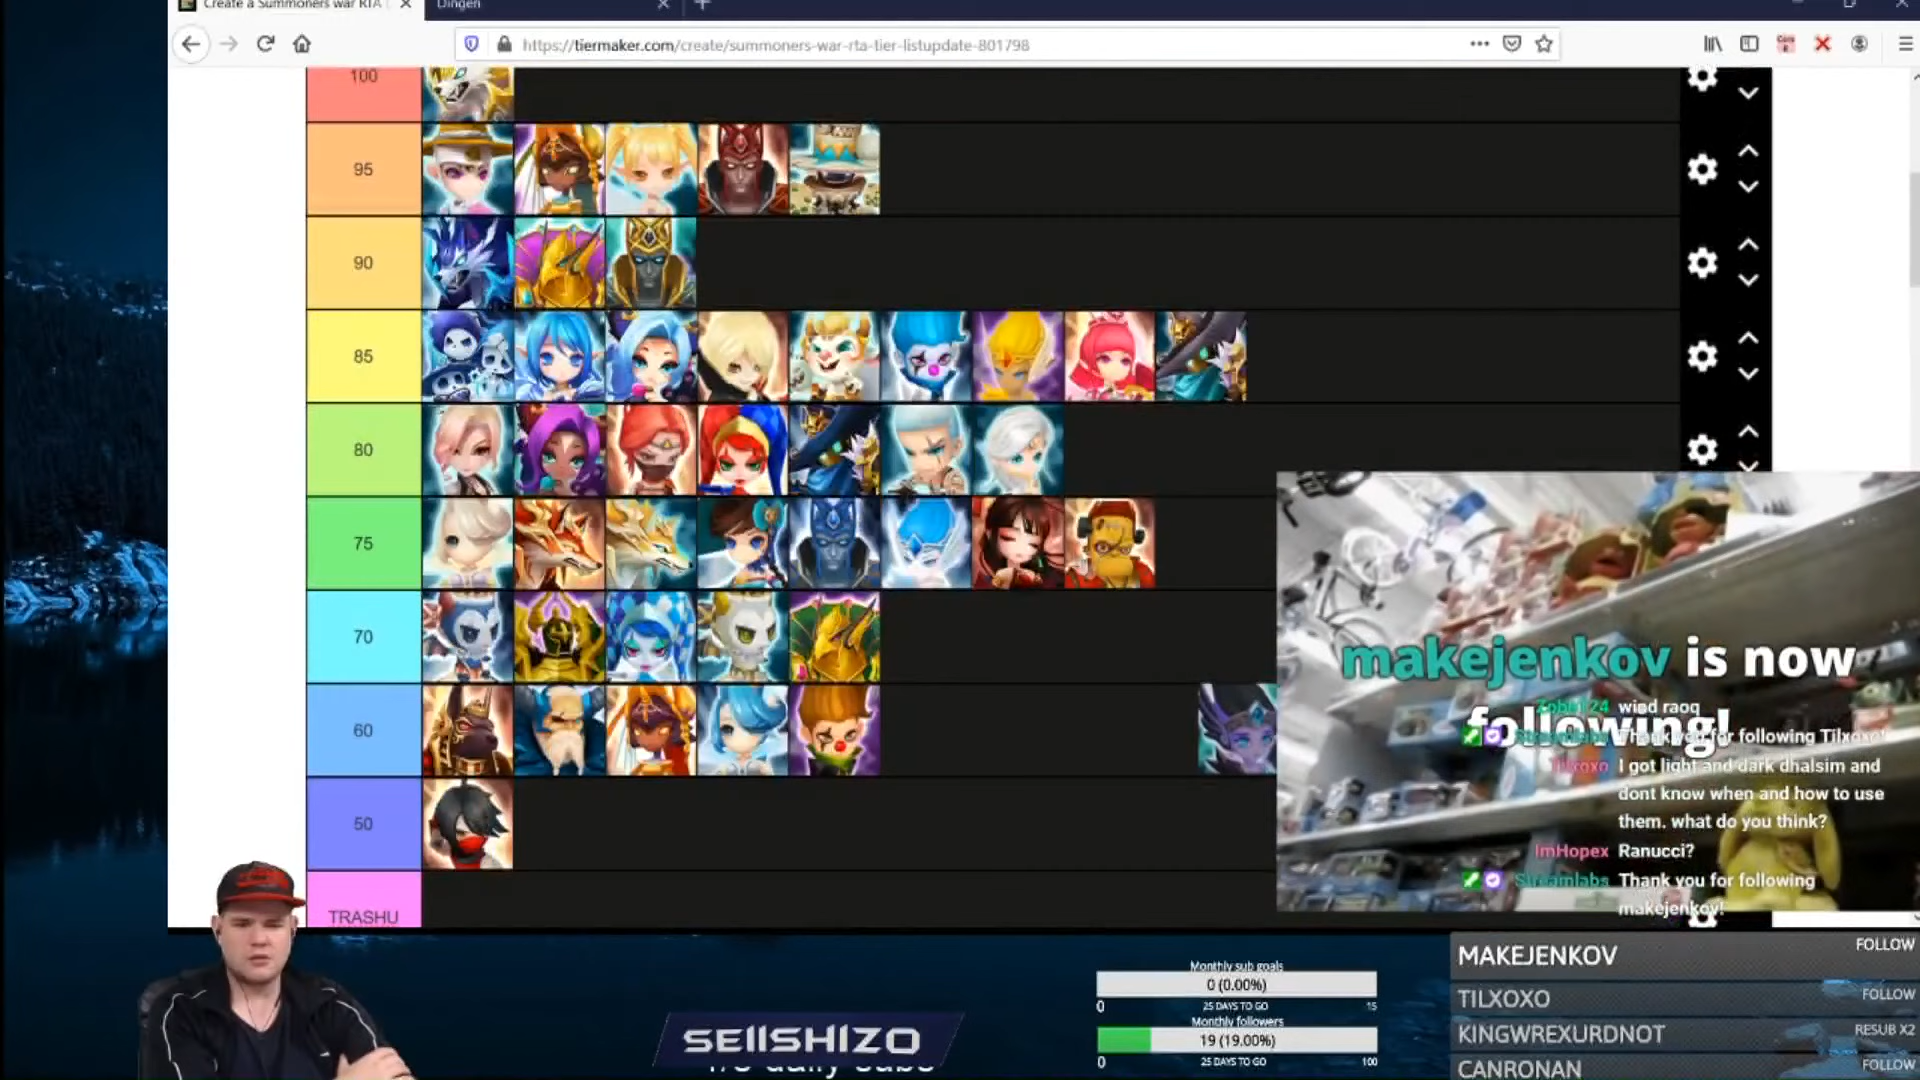 Create a Summoners war RTA
Dingen
https://tiermaker.com/create/summoners-war-rta-tier-listupdate-801798
100
95
90
85
80
75
70
60
50
TRASHU
makejenkov is now
following!
wind raoq
Streamlabs Thank you for following Tilxoxo!
Tilxoxo I got light and dark dhalsim and
dont know when and how to use
them. what do you think?
ImHopex Ranucci?
Streamlabs Thank you for following
makejenkov!
SEllSHIZO
Monthly sub goals
0 (0.00%)
0 25 DAYS TO GO 15
Monthly followers
19 (19.00%)
0 25 DAYS TO GO 100
MAKEJENKOV FOLLOW
TILXOXO FOLLOW
KINGWREXURDNOT RESUB X2
CANRONAN FOLLOW